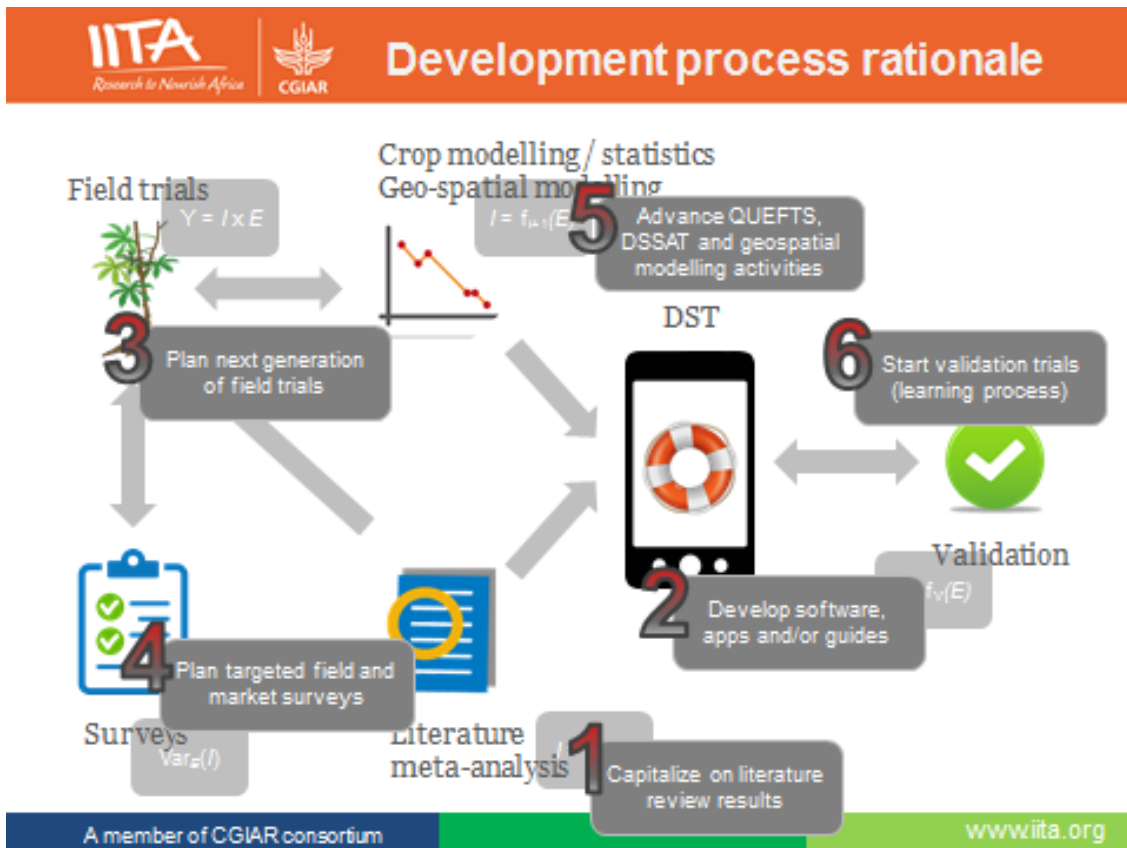 IITA
Research to Nourish Africa
CGIAR
Development process rationale
Crop modelling / statistics
Geo-spatial modelling
Field trials
Y = I x E
I = f i+1(E)
5
Advance QUEFTS,
DSSAT and geospatial
modelling activities
DST
3
Plan next generation
of field trials
6
Start validation trials
(learning process)
Validation
fV(E)
2
Develop software,
apps and/or guides
4
Plan targeted field and
market surveys
Surveys
Var E(I)
Literature
meta-analysis
1
Capitalize on literature
review results
A member of CGIAR consortium
www.iita.org